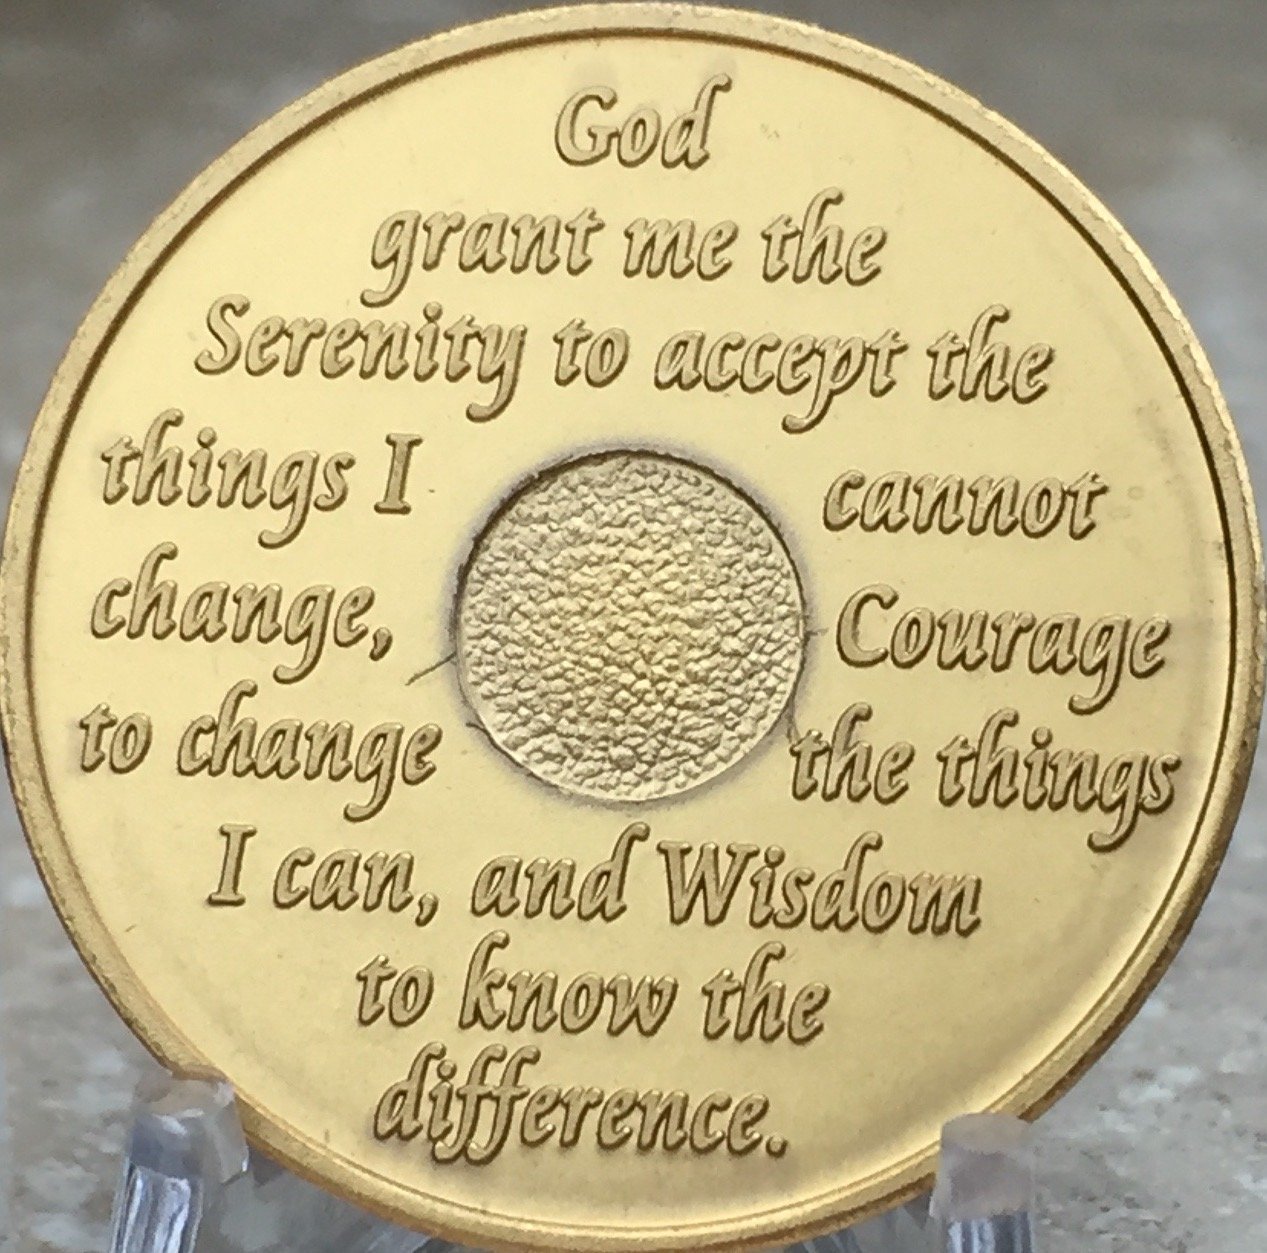 God
grant me the
Serenity to accept the
things I cannot
change, Courage
to change the things
I can, and Wisdom
to know the
difference.